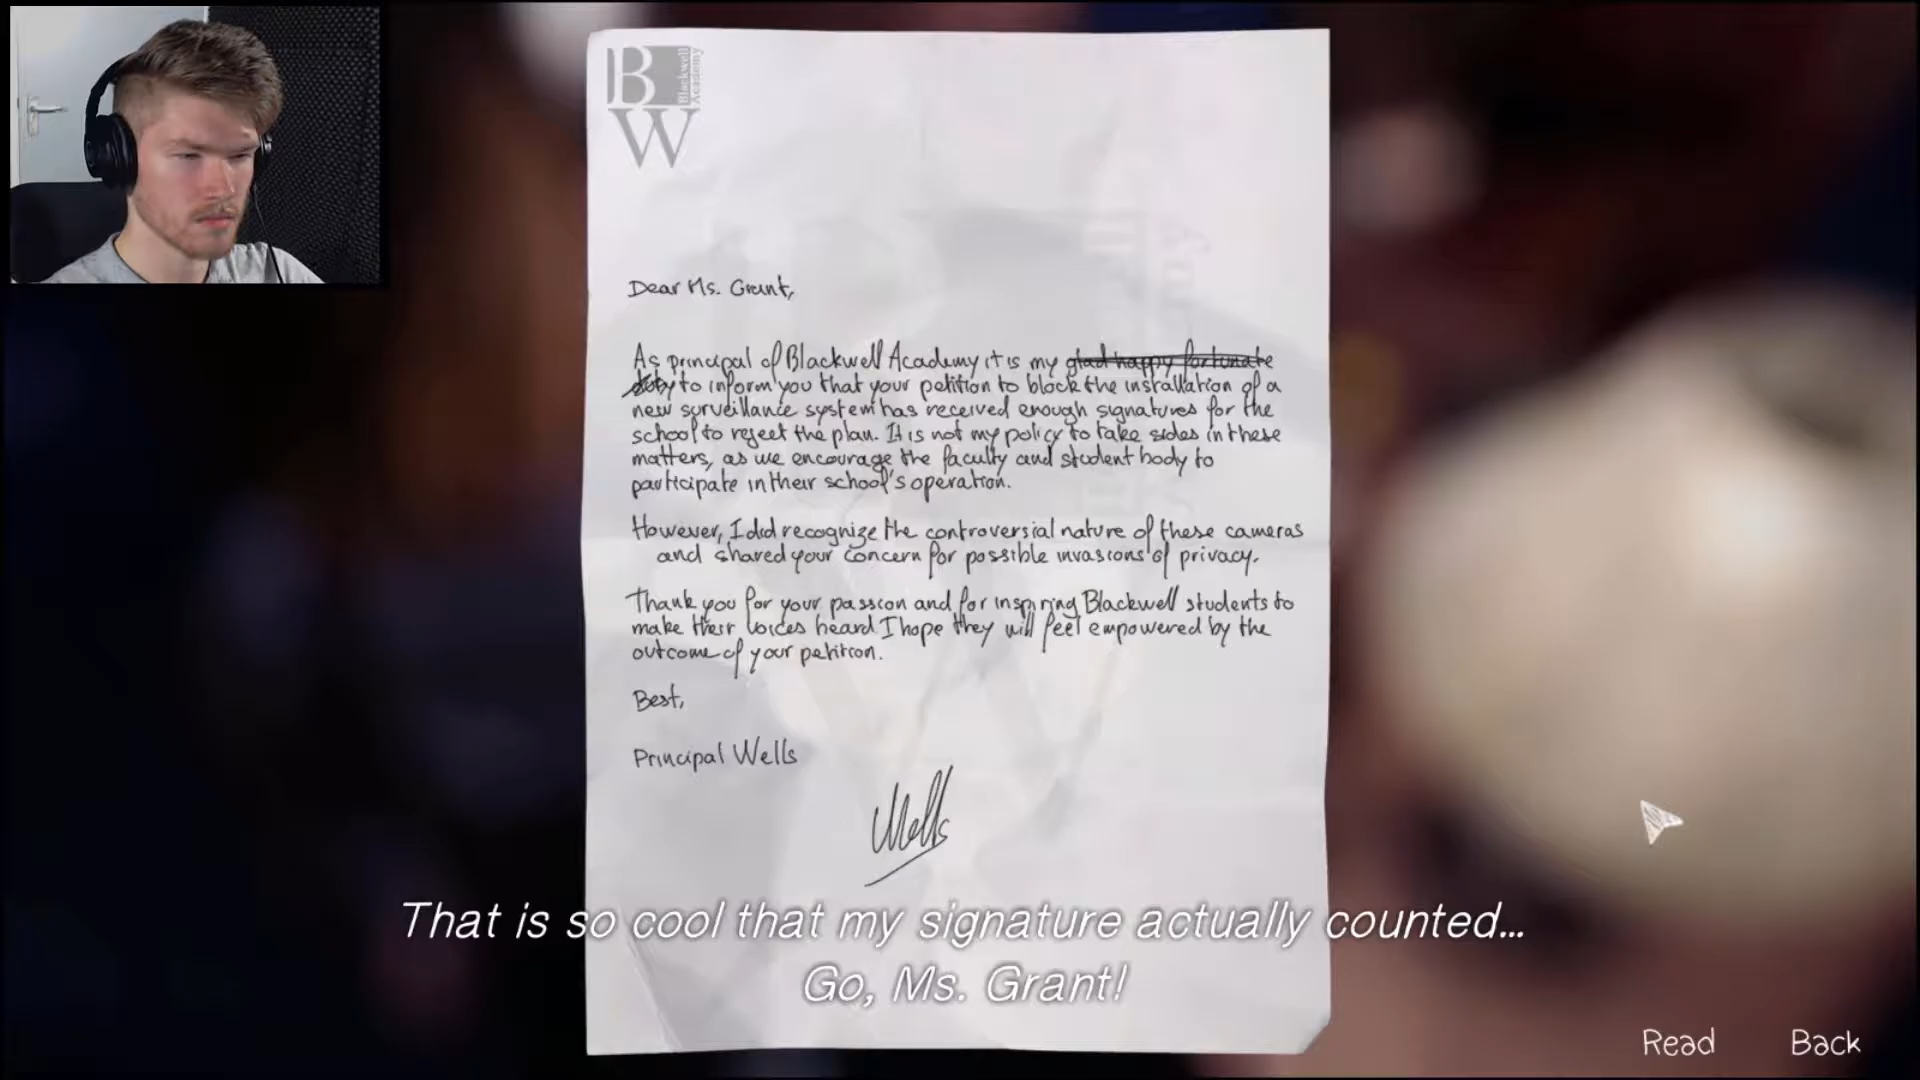 B
W
Blackwell
Academy
Dear Ms. Grant,
As principal of Blackwell Academy it is my glad happy fortunate
duty to inform you that your petition to block the installation of a
new surveillance system has received enough signatures for the
school to reject the plan. It is not my policy to take sides in these
matters, as we encourage the faculty and student body to
participate in their school's operation.
However, I did recognize the controversial nature of these cameras
and shared your concern for possible invasions of privacy.
Thank you for your passion and for inspiring Blackwell students to
make their voices heard I hope they will feel empowered by the
outcome of your petition.
Best,
Principal Wells
Wells
That is so cool that my signature actually counted...
Go, Ms. Grant!
Read Back